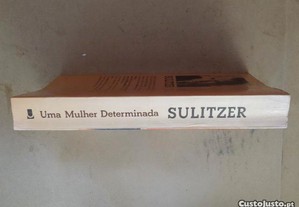 Uma Mulher Determinada SULITZER
CustoJusto.pt